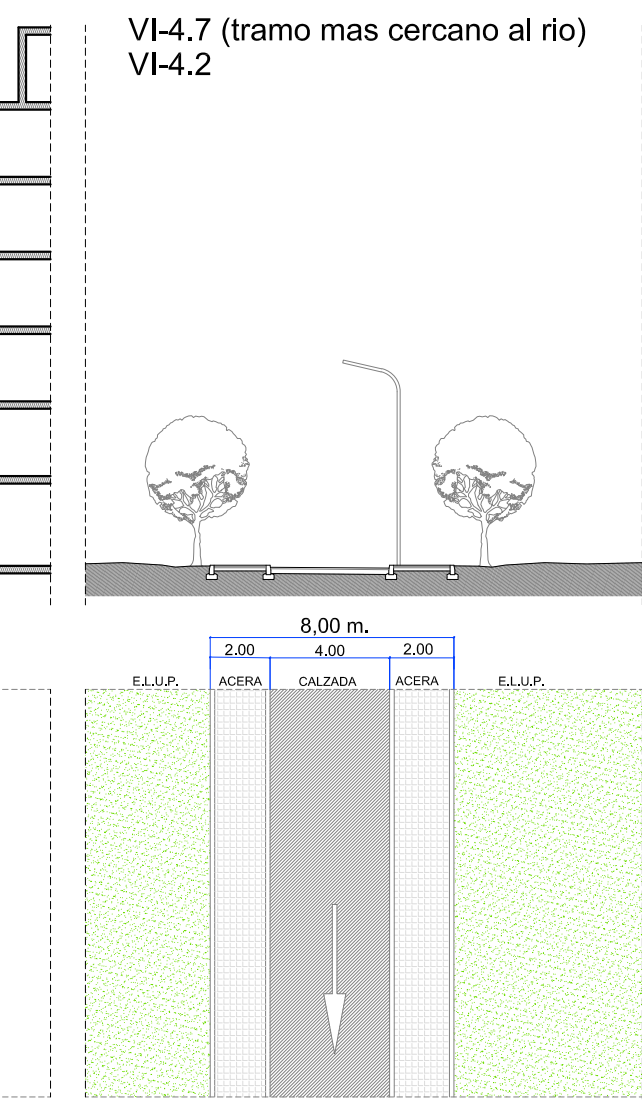 VI-4.7 (tramo mas cercano al rio)
VI-4.2
8,00 m.
2.00 4.00 2.00
E.L.U.P. ACERA CALZADA ACERA E.L.U.P.